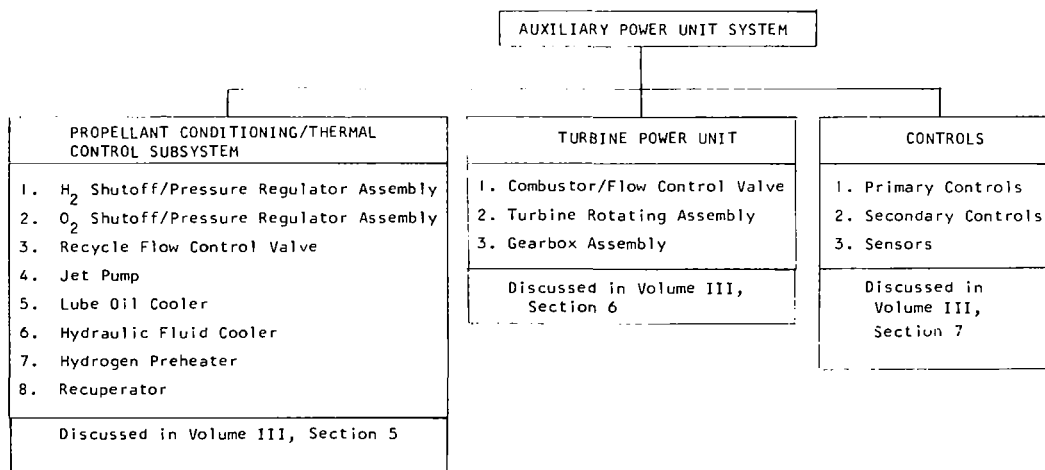 AUXILIARY POWER UNIT SYSTEM
PROPELLANT CONDITIONING/THERMAL
CONTROL SUBSYSTEM
1. H2 Shutoff/Pressure Regulator Assembly
2. O2 Shutoff/Pressure Regulator Assembly
3. Recycle Flow Control Valve
4. Jet Pump
5. Lube Oil Cooler
6. Hydraulic Fluid Cooler
7. Hydrogen Preheater
8. Recuperator
Discussed in Volume III, Section 5
TURBINE POWER UNIT
1. Combustor/Flow Control Valve
2. Turbine Rotating Assembly
3. Gearbox Assembly
Discussed in Volume III,
Section 6
CONTROLS
1. Primary Controls
2. Secondary Controls
3. Sensors
Discussed in
Volume III,
Section 7